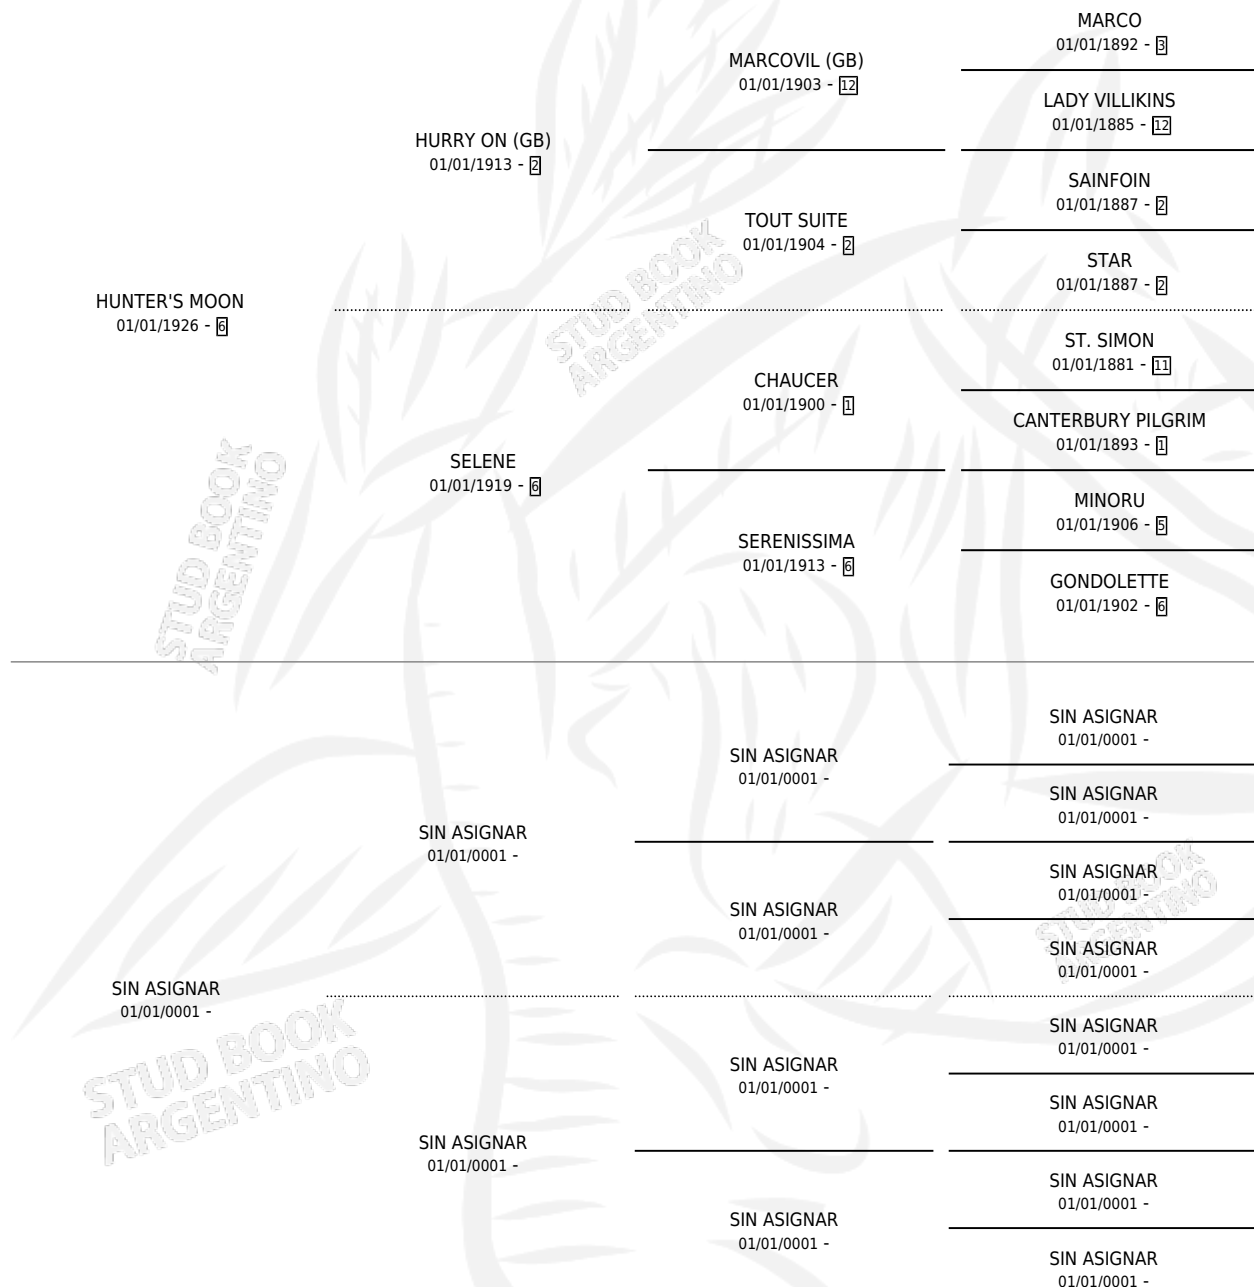 MARCO
01/01/1892 - 3
MARCOVIL (GB)
01/01/1903 - 12
LADY VILLIKINS
01/01/1885 - 12
HURRY ON (GB)
01/01/1913 - 2
SAINFOIN
01/01/1887 - 2
TOUT SUITE
01/01/1904 - 2
STAR
01/01/1887 - 2
HUNTER'S MOON
01/01/1926 - 6
STUD BOOK
ARGENTINO
ST. SIMON
01/01/1881 - 11
CHAUCER
01/01/1900 - 1
CANTERBURY PILGRIM
01/01/1893 - 1
SELENE
01/01/1919 - 6
MINORU
01/01/1906 - 5
SERENISSIMA
01/01/1913 - 6
GONDOLETTE
01/01/1902 - 6
STUD BOOK
ARGENTINO
SIN ASIGNAR
01/01/0001 -
SIN ASIGNAR
01/01/0001 -
SIN ASIGNAR
01/01/0001 -
SIN ASIGNAR
01/01/0001 -
SIN ASIGNAR
01/01/0001 -
SIN ASIGNAR
01/01/0001 -
SIN ASIGNAR
01/01/0001 -
STUD BOOK
ARGENTINO
SIN ASIGNAR
01/01/0001 -
STUD BOOK
ARGENTINO
SIN ASIGNAR
01/01/0001 -
SIN ASIGNAR
01/01/0001 -
SIN ASIGNAR
01/01/0001 -
SIN ASIGNAR
01/01/0001 -
SIN ASIGNAR
01/01/0001 -
SIN ASIGNAR
01/01/0001 -
SIN ASIGNAR
01/01/0001 -